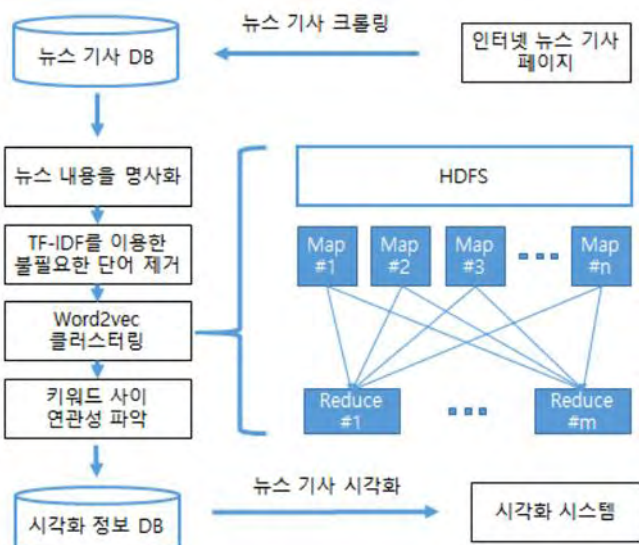 뉴스 기사 크롤링
뉴스 기사 DB
인터넷 뉴스 기사
페이지
뉴스 내용을 명사화
TF-IDF를 이용한
불필요한 단어 제거
Word2vec
클러스터링
키워드 사이
연관성 파악
HDFS
Map
#1
Map
#2
Map
#3
Map
#n
Reduce
#1
Reduce
#m
뉴스 기사 시각화
시각화 정보 DB
시각화 시스템